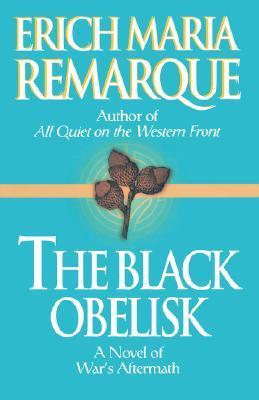 ERICH MARIA
REMARQUE
Author of
All Quiet on the Western Front
THE BLACK
OBELISK
A Novel of
War's Aftermath